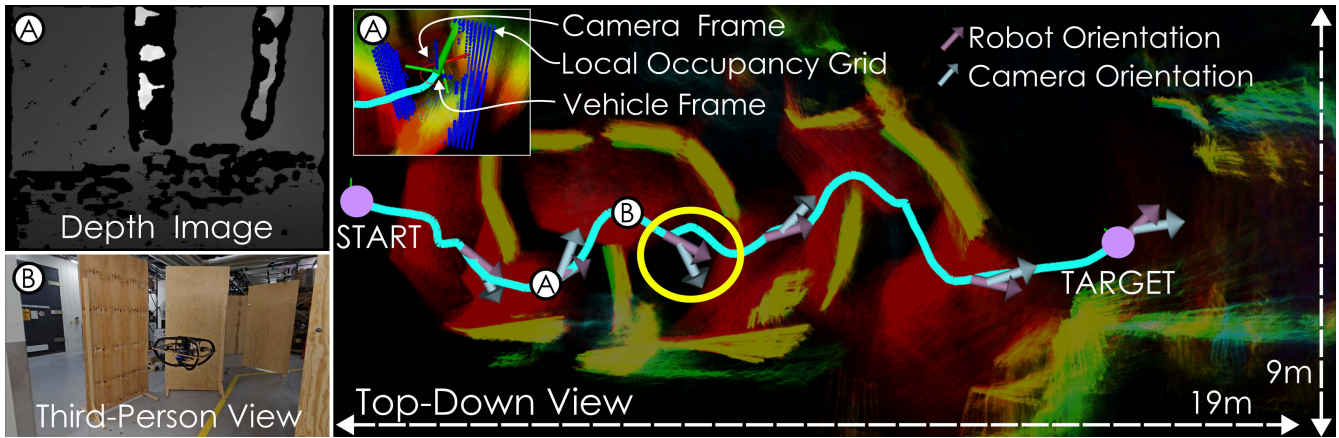 A
Depth Image
B
Third-Person View
A
Camera Frame
Local Occupancy Grid
Vehicle Frame
Robot Orientation
Camera Orientation
START
A
B
TARGET
Top-Down View
19m
9m